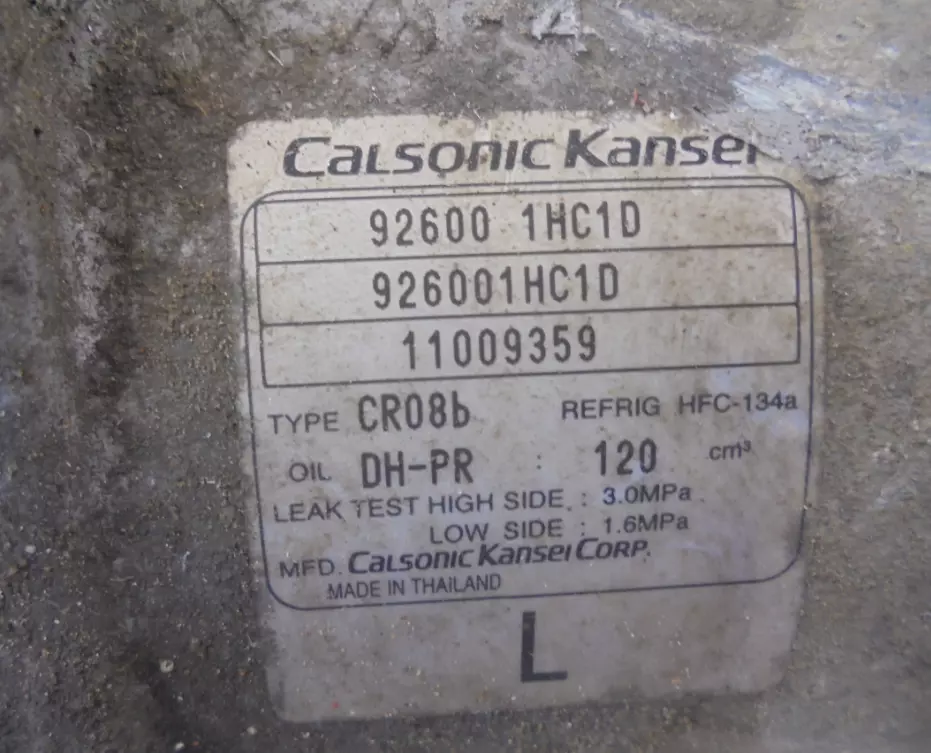 Calsonic Kansei
92600 1HC1D
926001HC1D
11009359
TYPE CR08b REFRIG HFC-134a
OIL DH-PR : 120 cm³
LEAK TEST HIGH SIDE : 3.0MPa
LOW SIDE : 1.6MPa
MFD. Calsonic Kansei Corp.
MADE IN THAILAND
L